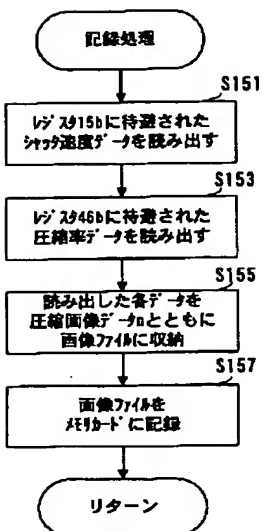 記録処理
S151
ﾚｼﾞｽﾀ15bに待避された
ｼｬｯﾀ速度ﾃﾞｰﾀを読み出す
S153
ﾚｼﾞｽﾀ46bに待避された
圧縮率ﾃﾞｰﾀを読み出す
S155
読み出した各ﾃﾞｰﾀを
圧縮画像ﾃﾞｰﾀnとともに
画像ﾌｧｲﾙに収納
S157
画像ﾌｧｲﾙを
ﾒﾓﾘｶｰﾄﾞに記録
リターン